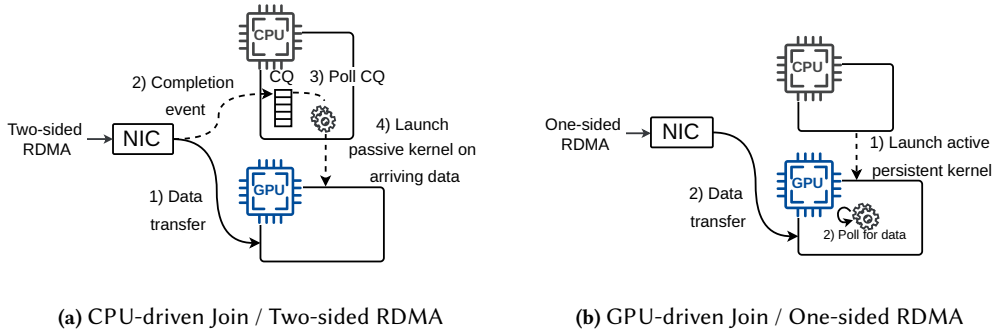 CPU
2) Completion
event
CQ
3) Poll CQ
Two-sided
RDMA
NIC
4) Launch
passive kernel on
arriving data
1) Data
transfer
GPU
(a) CPU-driven Join / Two-sided RDMA
CPU
One-sided
RDMA
NIC
1) Launch active
persistent kernel
2) Data
transfer
GPU
2) Poll for data
(b) GPU-driven Join / One-sided RDMA